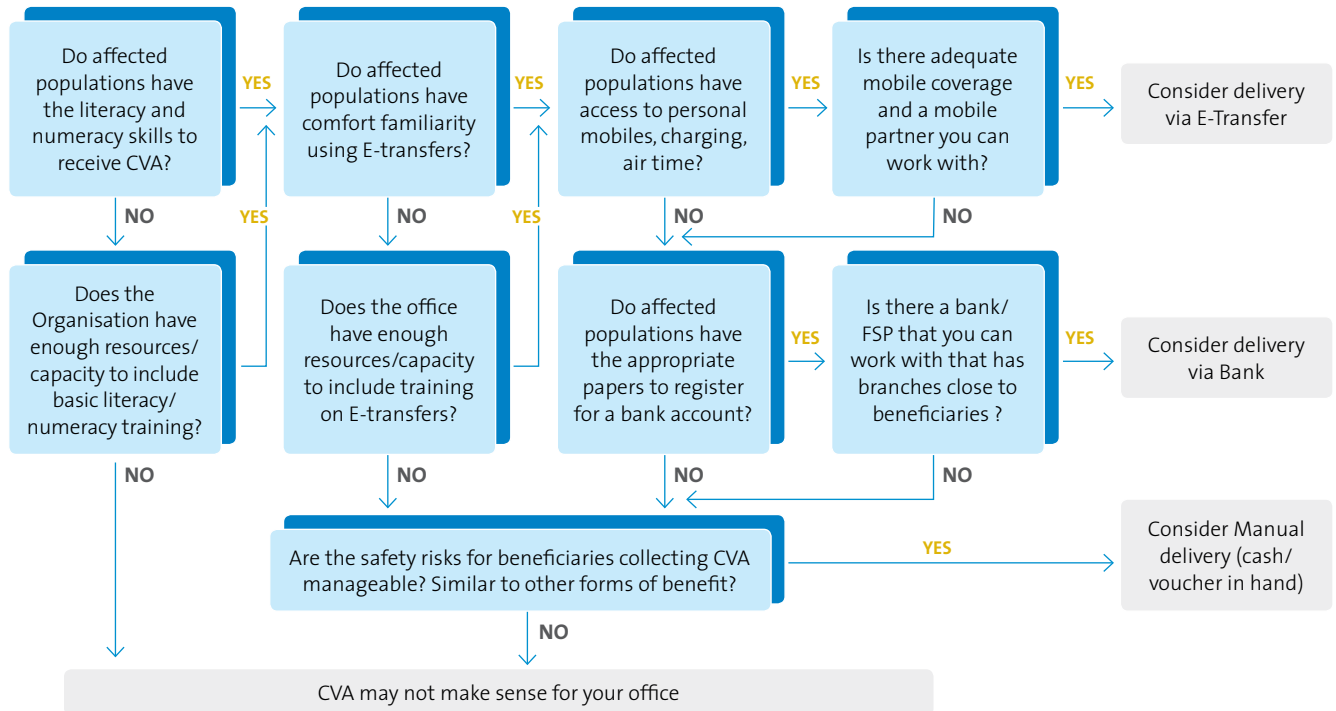 Do affected
populations have
the literacy and
numeracy skills to
receive CVA?
YES
Do affected
populations have
comfort familiarity
using E-transfers?
YES
Do affected
populations have
access to personal
mobiles, charging,
air time?
YES
Is there adequate
mobile coverage
and a mobile
partner you can
work with?
YES
Consider delivery
via E-Transfer
NO
YES
NO
YES
NO
NO
Does the
Organisation have
enough resources/
capacity to include
basic literacy/
numeracy training?
Does the office
have enough
resources/capacity
to include training
on E-transfers?
Do affected
populations have
the appropriate
papers to register
for a bank account?
YES
Is there a bank/
FSP that you can
work with that has
branches close to
beneficiaries ?
YES
Consider delivery
via Bank
NO
NO
NO
NO
Are the safety risks for beneficiaries collecting CVA
manageable? Similar to other forms of benefit?
YES
Consider Manual
delivery (cash/
voucher in hand)
NO
CVA may not make sense for your office